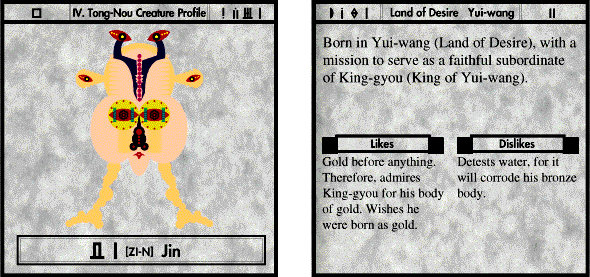 IV. Tong-Nou Creature Profile
[ZI-N] Jin
Land of Desire Yui-wang
Born in Yui-wang (Land of Desire), with a
mission to serve as a faithful subordinate
of King-gyou (King of Yui-wang).
Likes
Gold before anything.
Therefore, admires
King-gyou for his body
of gold. Wishes he
were born as gold.
Dislikes
Detests water, for it
will corrode his bronze
body.